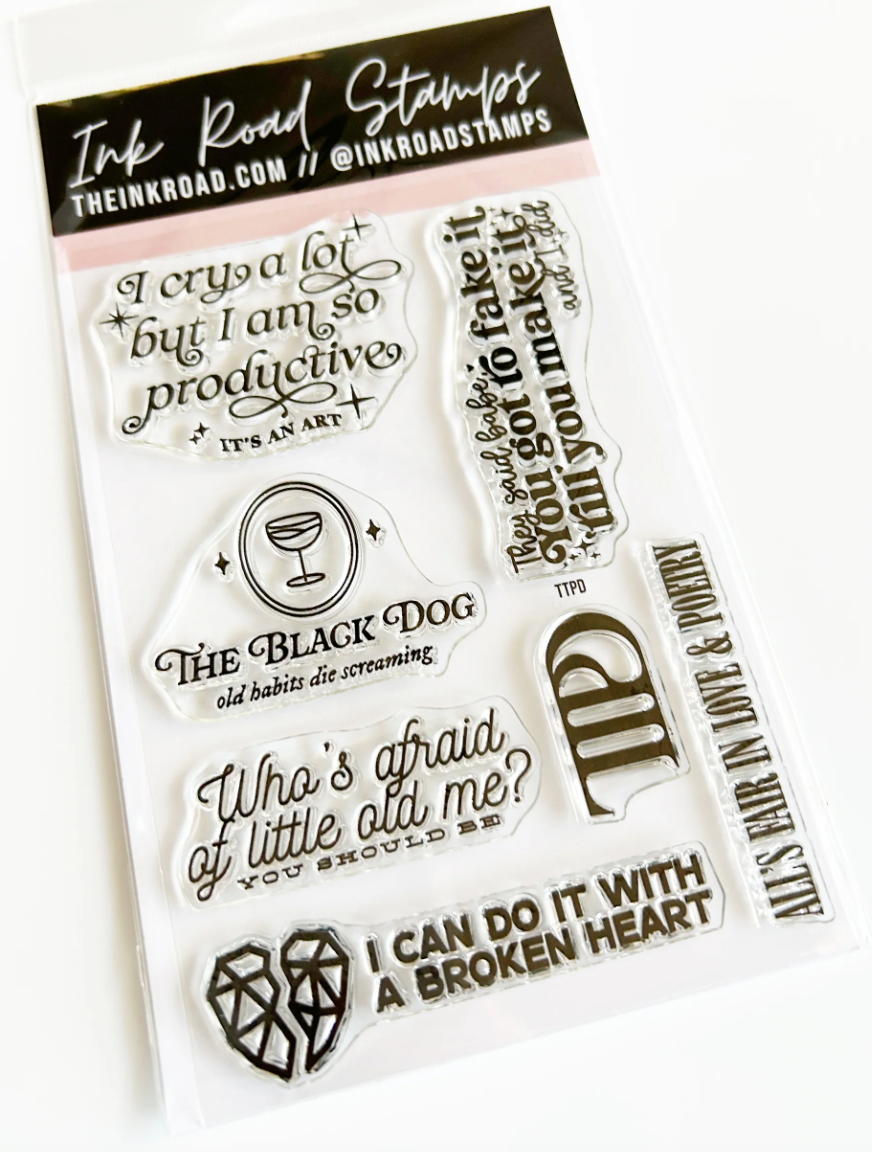 Ink Road Stamps
THEINKROAD.COM // @INKROADSTAMPS
I cry a lot
but I am so
productive
IT'S AN ART
They said babe,
You got to fake it
till you make it
and I did
THE BLACK DOG
old habits die screaming
TTPD
TTPD
ALL'S FAIR IN LOVE & POETRY
Who's afraid
of little old me?
YOU SHOULD BE
I CAN DO IT WITH
A BROKEN HEART